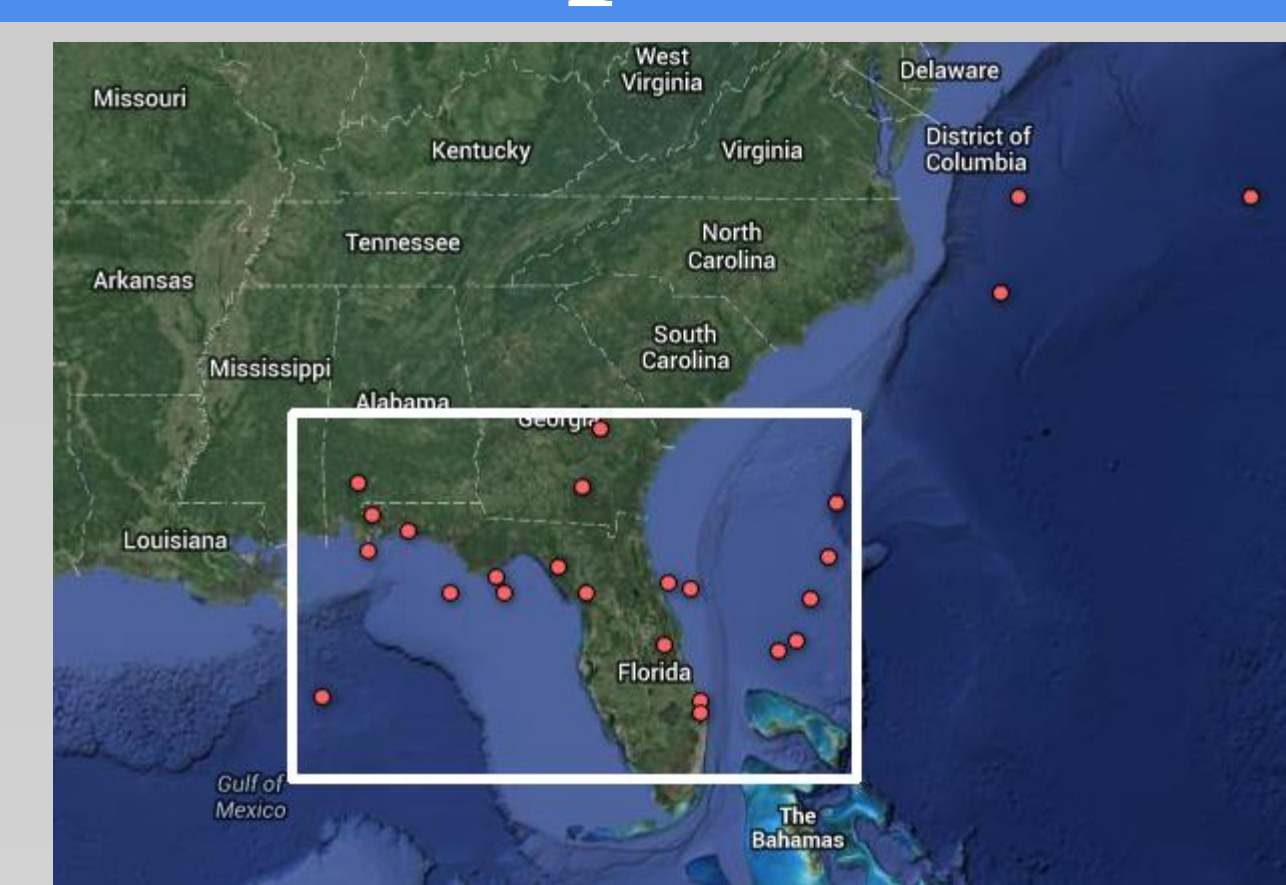 West
Virginia
Delaware
Missouri
District of
Columbia
Kentucky
Virginia
North
Carolina
Tennessee
Arkansas
South
Carolina
Mississippi
Alabama
Georgia
Louisiana
Florida
Gulf of
Mexico
The
Bahamas